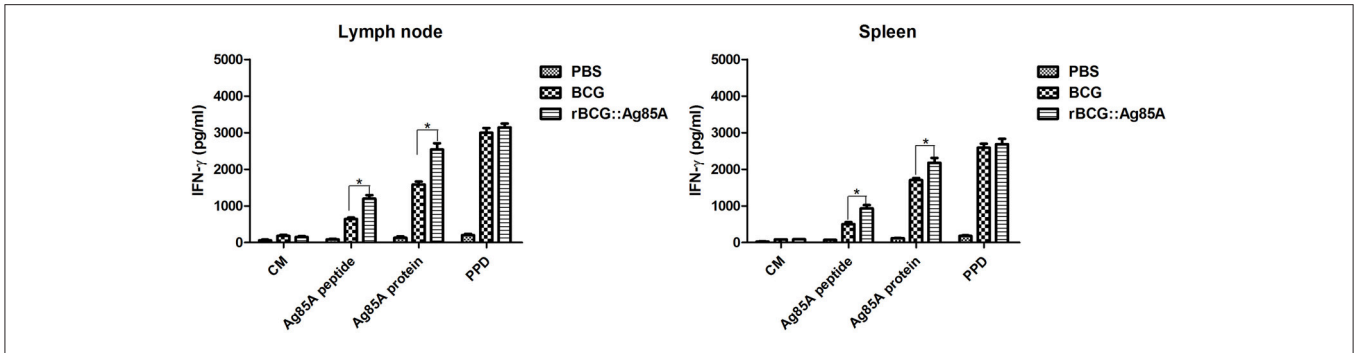 Lymph node
5000
4000
3000
2000
1000
0
IFN-γ (pg/ml)
*
*
CM
Ag85A peptide
Ag85A protein
PPD
PBS
BCG
rBCG::Ag85A
Spleen
5000
4000
3000
2000
1000
0
IFN-γ (pg/ml)
*
*
CM
Ag85A peptide
Ag85A protein
PPD
PBS
BCG
rBCG::Ag85A